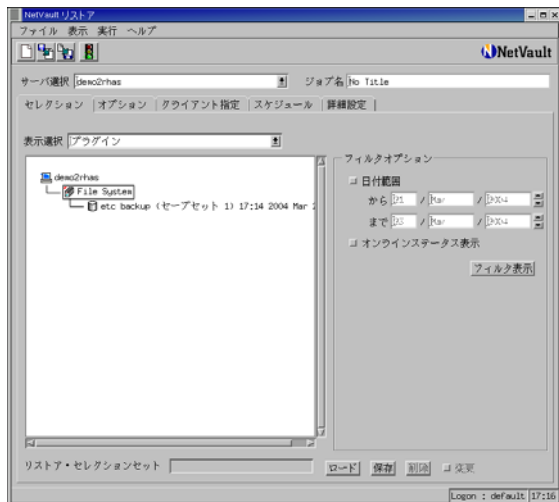 NetVault リストア
ファイル 表示 実行 ヘルプ
NetVault
サーバ選択 demo2rhas ジョブ名 No Title
セレクション オプション クライアント指定 スケジュール 詳細設定
表示選択 プラグイン
フィルタオプション
demo2rhas
File System
etc backup (セーブセット 1) 17:14 2004 Mar
日付範囲
から / Mar / 2004
まで / Mar / 2004
オンラインステータス表示
フィルタ表示
リストア・セレクションセット
ロード 保存 削除 変更
Logon : default 17:16